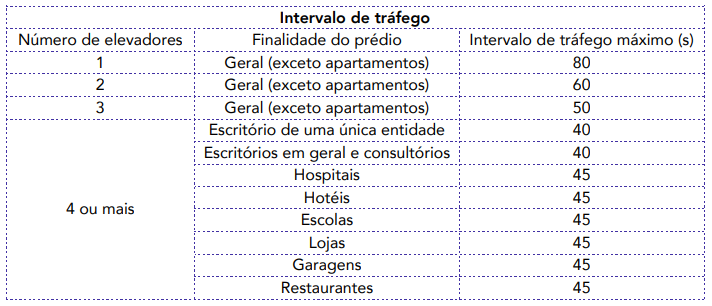 Intervalo de tráfego
Número de elevadores Finalidade do prédio Intervalo de tráfego máximo (s)
1 Geral (exceto apartamentos) 80
2 Geral (exceto apartamentos) 60
3 Geral (exceto apartamentos) 50
4 ou mais
Escritório de uma única entidade 40
Escritórios em geral e consultórios 40
Hospitais 45
Hotéis 45
Escolas 45
Lojas 45
Garagens 45
Restaurantes 45